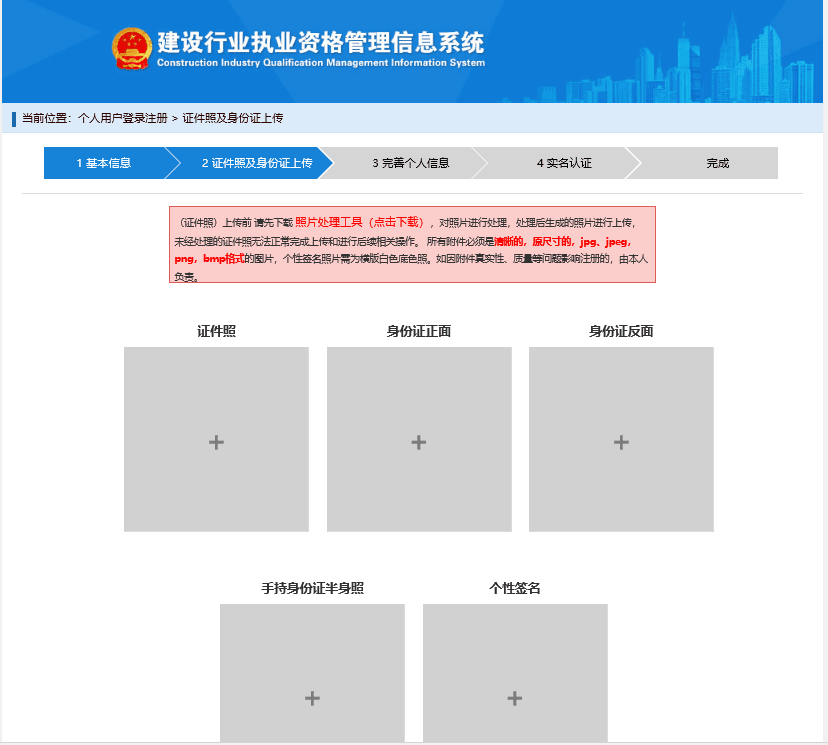 建设行业执业资格管理信息系统
Construction Industry Qualification Management Information System
当前位置：个人用户登录注册 > 证件照及身份证上传
1 基本信息
2 证件照及身份证上传
3 完善个人信息
4 实名认证
完成
（证件照）上传前 请先下载 照片处理工具（点击下载），对照片进行处理，处理后生成的照片进行上传，
未经处理的证件照无法正常完成上传和进行后续相关操作。 所有附件必须是清晰的，原尺寸的，jpg、jpeg，
png，bmp格式的图片，个性签名照片需为横版白色底色照。如因附件真实性、质量等问题影响注册的，由本人
负责。
证件照
身份证正面
身份证反面
手持身份证半身照
个性签名